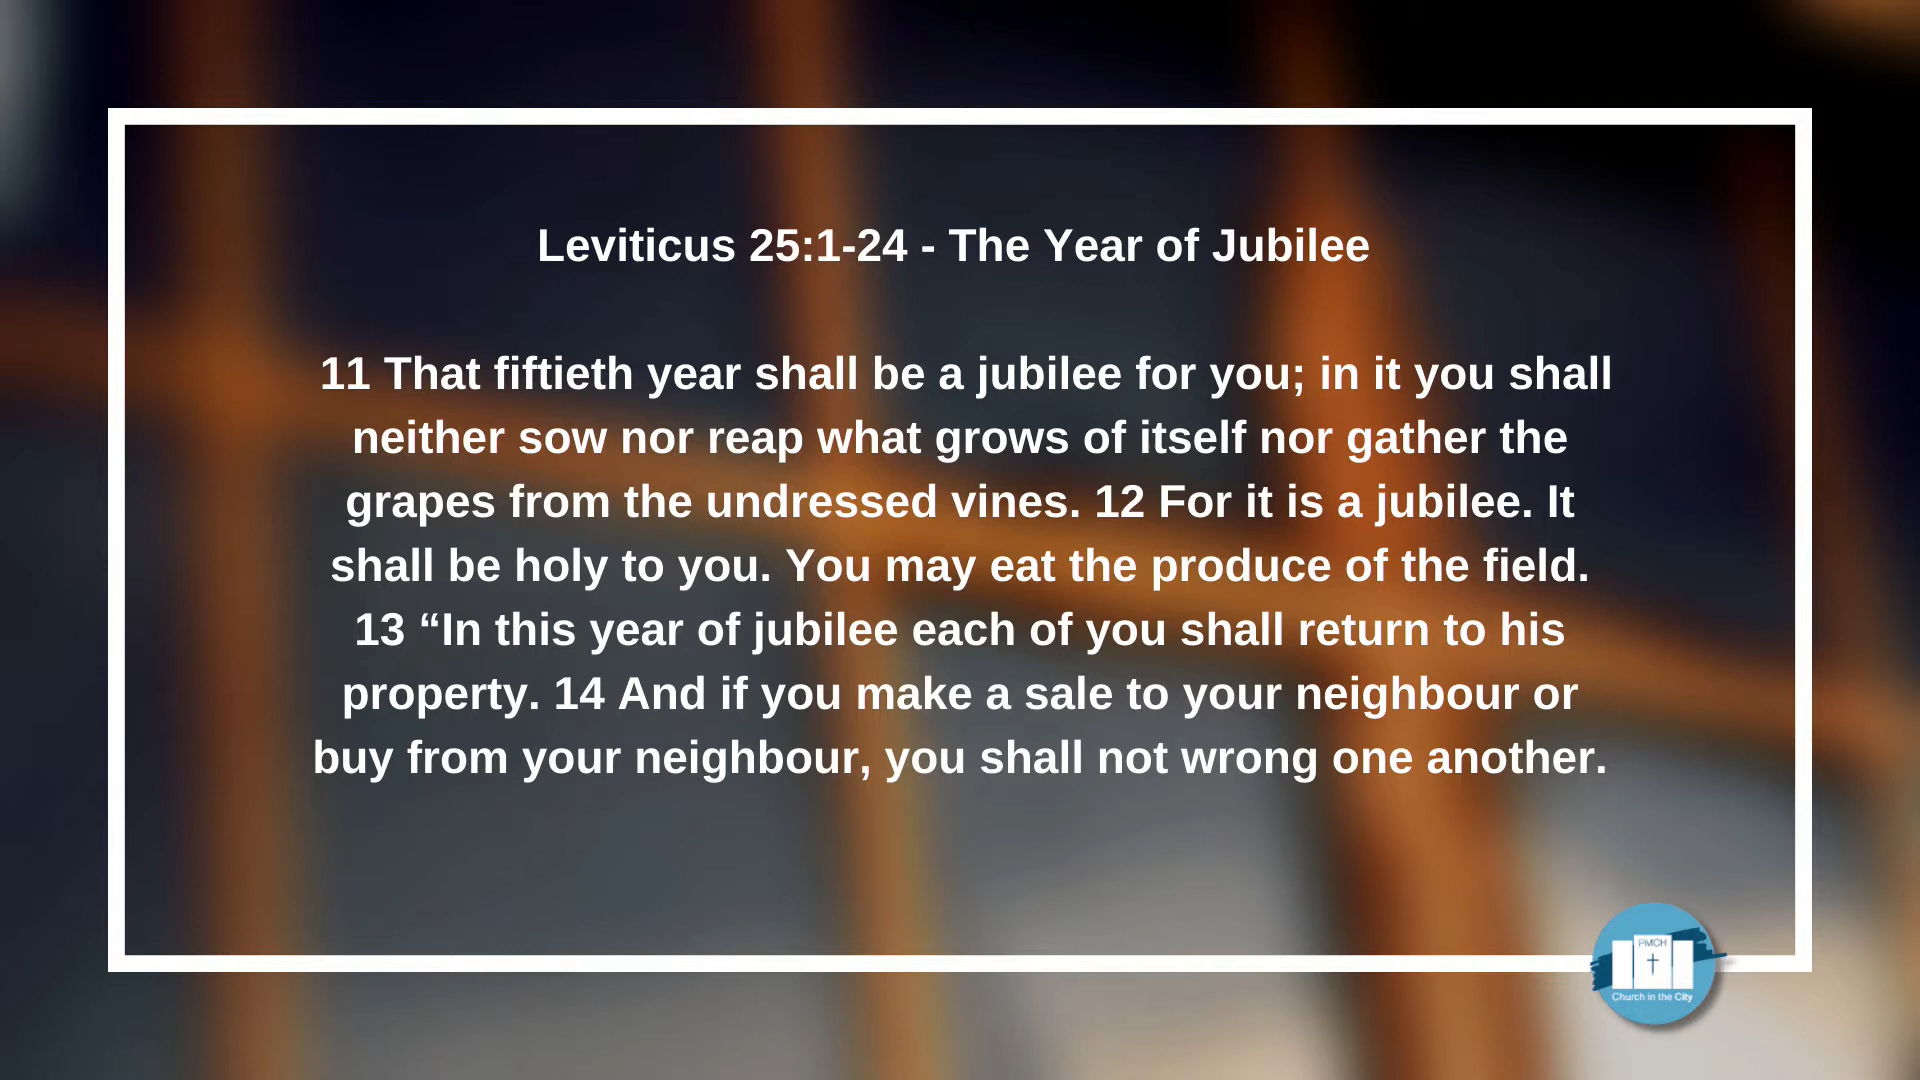 Leviticus 25:1-24 - The Year of Jubilee
11 That fiftieth year shall be a jubilee for you; in it you shall
neither sow nor reap what grows of itself nor gather the
grapes from the undressed vines. 12 For it is a jubilee. It
shall be holy to you. You may eat the produce of the field.
13 “In this year of jubilee each of you shall return to his
property. 14 And if you make a sale to your neighbour or
buy from your neighbour, you shall not wrong one another.
PMCH
Church in the City